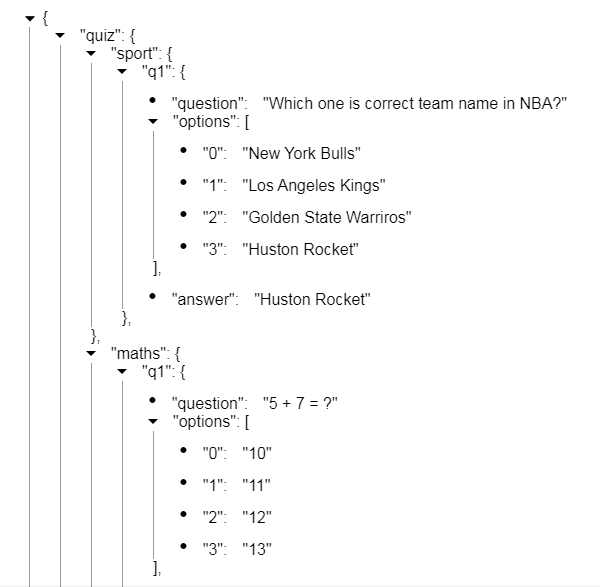 {
"quiz": {
"sport": {
"q1": {
"question": "Which one is correct team name in NBA?"
"options": [
"0": "New York Bulls"
"1": "Los Angeles Kings"
"2": "Golden State Warriros"
"3": "Huston Rocket"
],
"answer": "Huston Rocket"
},
},
"maths": {
"q1": {
"question": "5 + 7 = ?"
"options": [
"0": "10"
"1": "11"
"2": "12"
"3": "13"
],